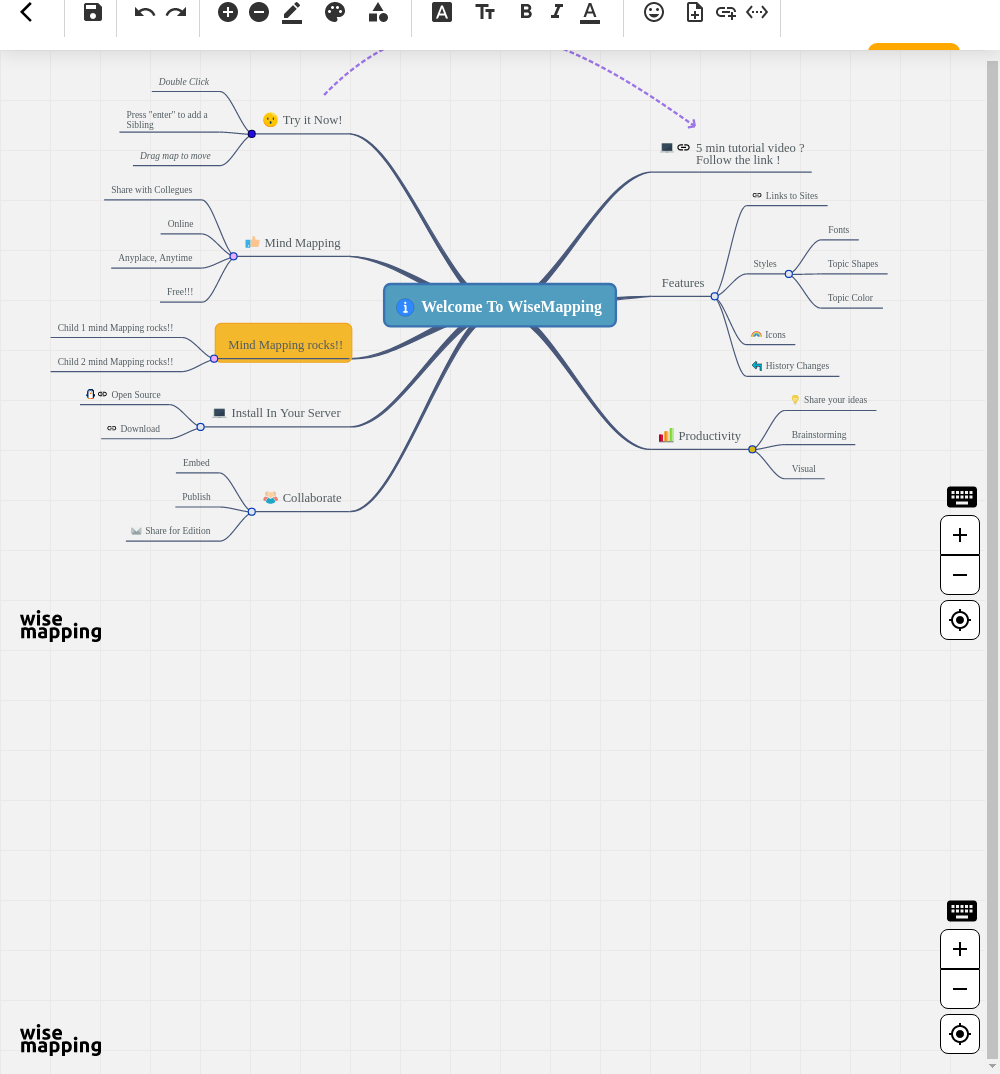 Double Click
Press "enter" to add a
Sibling
Drag map to move
Try it Now!
Share with Collegues
Online
Anyplace, Anytime
Free!!!
Mind Mapping
Child 1 mind Mapping rocks!!
Child 2 mind Mapping rocks!!
Mind Mapping rocks!!
Open Source
Download
Install In Your Server
Embed
Publish
Share for Edition
Collaborate
Welcome To WiseMapping
5 min tutorial video ?
Follow the link !
Features
Links to Sites
Styles
Fonts
Topic Shapes
Topic Color
Icons
History Changes
Productivity
Share your ideas
Brainstorming
Visual
wise
mapping
wise
mapping